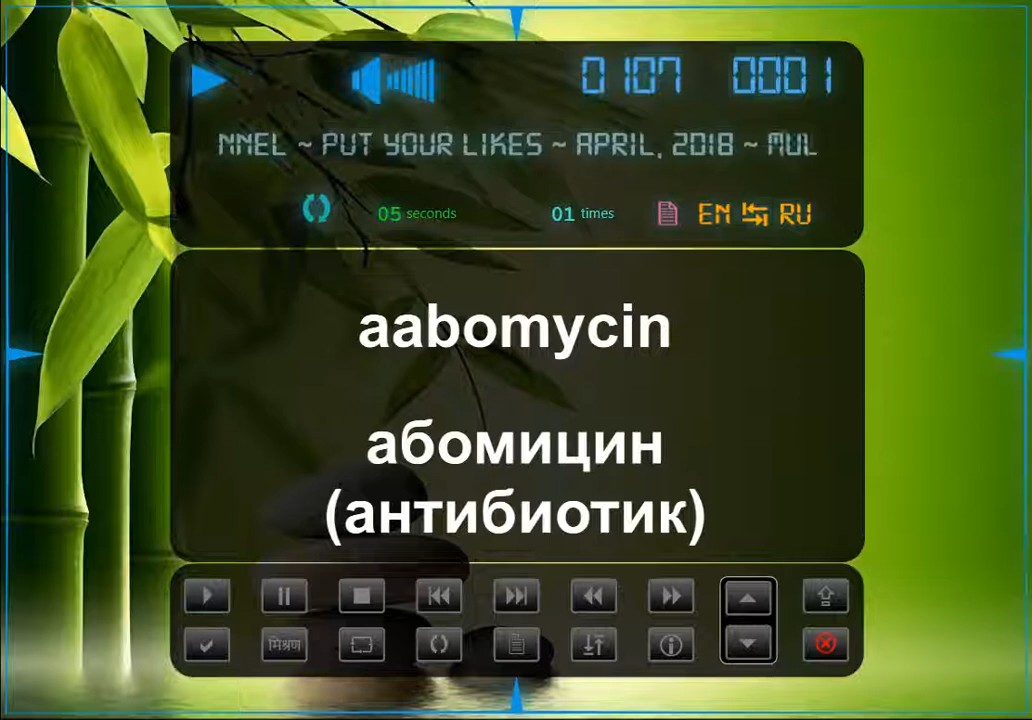 0107 0001
NNEL ~ PUT YOUR LIKES ~ APRIL, 2018 ~ MUL
05 seconds 01 times EN RU
aabomycin
абомицин
(антибиотик)
मिश्रण